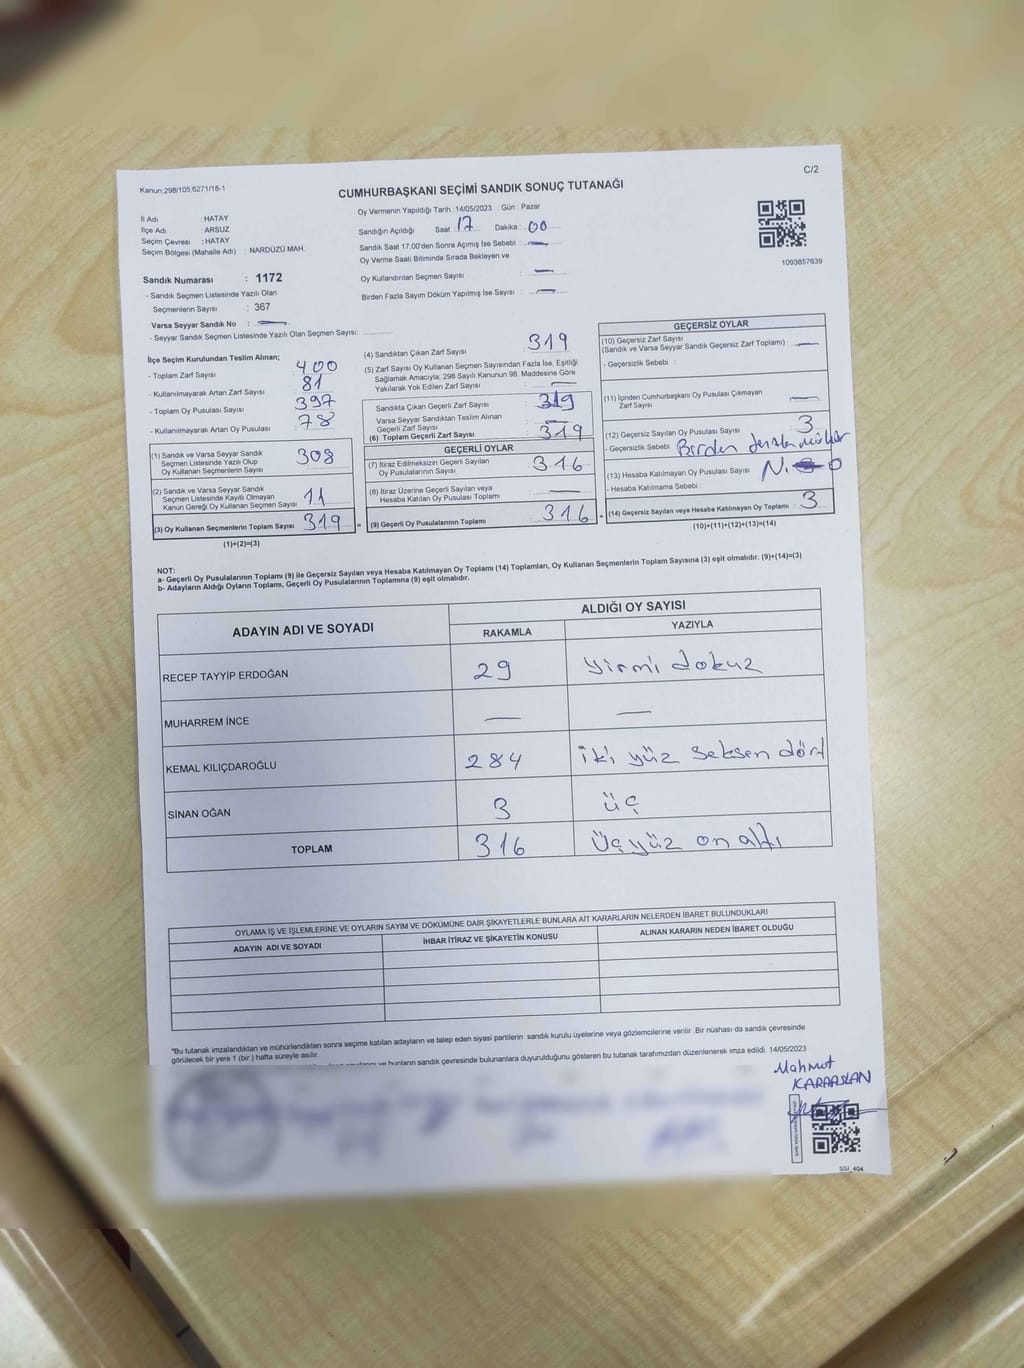 Kanun;298/105,6271/18-1
C/2
CUMHURBAŞKANI SEÇİMİ SANDIK SONUÇ TUTANAĞI
İl Adı : HATAY
İlçe Adı : ARSUZ
Seçim Çevresi : HATAY
Seçim Bölgesi (Mahalle Adı) : NARDÜZÜ MAH.
Oy Vermenin Yapıldığı Tarih :14/05/2023 Gün : Pazar
Sandığın Açıldığı Saat 17 Dakika : 00
Sandık Saat 17:00'den Sonra Açımış İse Sebebi : —
Oy Verme Saati Bitiminde Sırada Bekleyen ve
Oy Kullandırılan Seçmen Sayısı : —
Birden Fazla Sayım Döküm Yapılmış İse Sayısı : —
1093857639
Sandık Numarası : 1172
- Sandık Seçmen Listesinde Yazılı Olan
Seçmenlerin Sayısı : 367
Varsa Seyyar Sandık No : —
- Seyyar Sandık Seçmen Listesinde Yazılı Olan Seçmen Sayısı:
İlçe Seçim Kurulundan Teslim Alınan;
- Toplam Zarf Sayısı : 400
- Kullanılmayarak Artan Zarf Sayısı : 81
- Toplam Oy Pusulası Sayısı : 397
- Kullanılmayarak Artan Oy Pusulası : 78
(1) Sandık ve Varsa Seyyar Sandık
Seçmen Listesinde Yazılı Olup
Oy Kullanan Seçmenlerin Sayısı 308
(2) Sandık ve Varsa Seyyar Sandık
Seçmen Listesinde Kayıtlı Olmayan
Kanun Gereği Oy Kullanan Seçmen Sayısı 11
(3) Oy Kullanan Seçmenlerin Toplam Sayısı 319
(1)+(2)=(3)
(4) Sandıktan Çıkan Zarf Sayısı : 319
(5) Zarf Sayısı Oy Kullanan Seçmen Sayısından Fazla İse, Eşitliği
Sağlamak Amacıyla, 298 Sayılı Kanunun 98. Maddesine Göre
Yakılarak Yok Edilen Zarf Sayısı : —
Sandıkta Çıkan Geçerli Zarf Sayısı : 319
Varsa Seyyar Sandıktan Teslim Alınan
Geçerli Zarf Sayısı : —
(6) Toplam Geçerli Zarf Sayısı : 319
GEÇERLİ OYLAR
(7) İtiraz Edilmeksizin Geçerli Sayılan
Oy Pusulalarının Sayısı : 316
(8) İtiraz Üzerine Geçerli Sayılan veya
Hesaba Katılan Oy Pusulası Toplamı : —
= (9) Geçerli Oy Pusulalarının Toplamı : 316
GEÇERSİZ OYLAR
(10) Geçersiz Zarf Sayısı
(Sandık ve Varsa Seyyar Sandık Geçersiz Zarf Toplamı) : —
- Geçersizlik Sebebi :
(11) İçinden Cumhurbaşkanı Oy Pusulası Çıkmayan
Zarf Sayısı : —
(12) Geçersiz Sayılan Oy Pusulası Sayısı : 3
- Geçersizlik Sebebi : Birden
(13) Hesaba Katılmayan Oy Pusulası Sayısı
- Hesaba Katılmama Sebebi :
+ (14) Geçersiz Sayılan veya Hesaba Katılmayan Oy Toplamı : 3
(10)+(11)+(12)+(13)=(14)
NOT:
a- Geçerli Oy Pusulalarının Toplamı (9) ile Geçersiz Sayılan veya Hesaba Katılmayan Oy Toplamı (14) Toplamları, Oy Kullanan Seçmenlerin Toplam Sayısına (3) eşit olmalıdır. (9)+(14)=(3)
b- Adayların Aldığı Oyların Toplamı, Geçerli Oy Pusulalarının Toplamına (9) eşit olmalıdır.
ADAYIN ADI VE SOYADI
ALDIĞI OY SAYISI
RAKAMLA YAZIYLA
RECEP TAYYİP ERDOĞAN 29 yirmi dokuz
MUHARREM İNCE — —
KEMAL KILIÇDAROĞLU 284 iki yüz seksen dört
SİNAN OĞAN 3 üç
TOPLAM 316 Üçyüz on altı
OYLAMA İŞ VE İŞLEMLERİNE VE OYLARIN SAYIM VE DÖKÜMÜNE DAİR ŞİKAYETLERLE BUNLARA AİT KARARLARIN NELERDEN İBARET BULUNDUKLARI
ADAYIN ADI VE SOYADI İHBAR İTİRAZ VE ŞİKAYETİN KONUSU ALINAN KARARIN NEDEN İBARET OLDUĞU
"Bu tutanak imzalandıktan ve mühürlendikten sonra seçime katılan adayların ve talep eden siyasi partilerin sandık kurulu üyelerine veya gözlemcilerine verilir .Bir nüshası da sandık çevresinde
görülecek bir yere 1 (bir ) hafta süreyle asılır.
ve bunların sandık çevresinde bulunanlara duyurulduğunu gösteren bu tutanak tarafımızdan düzenlenerek imza edildi. 14/05/2023
Mahmut
KARAASLAN
SSI_404